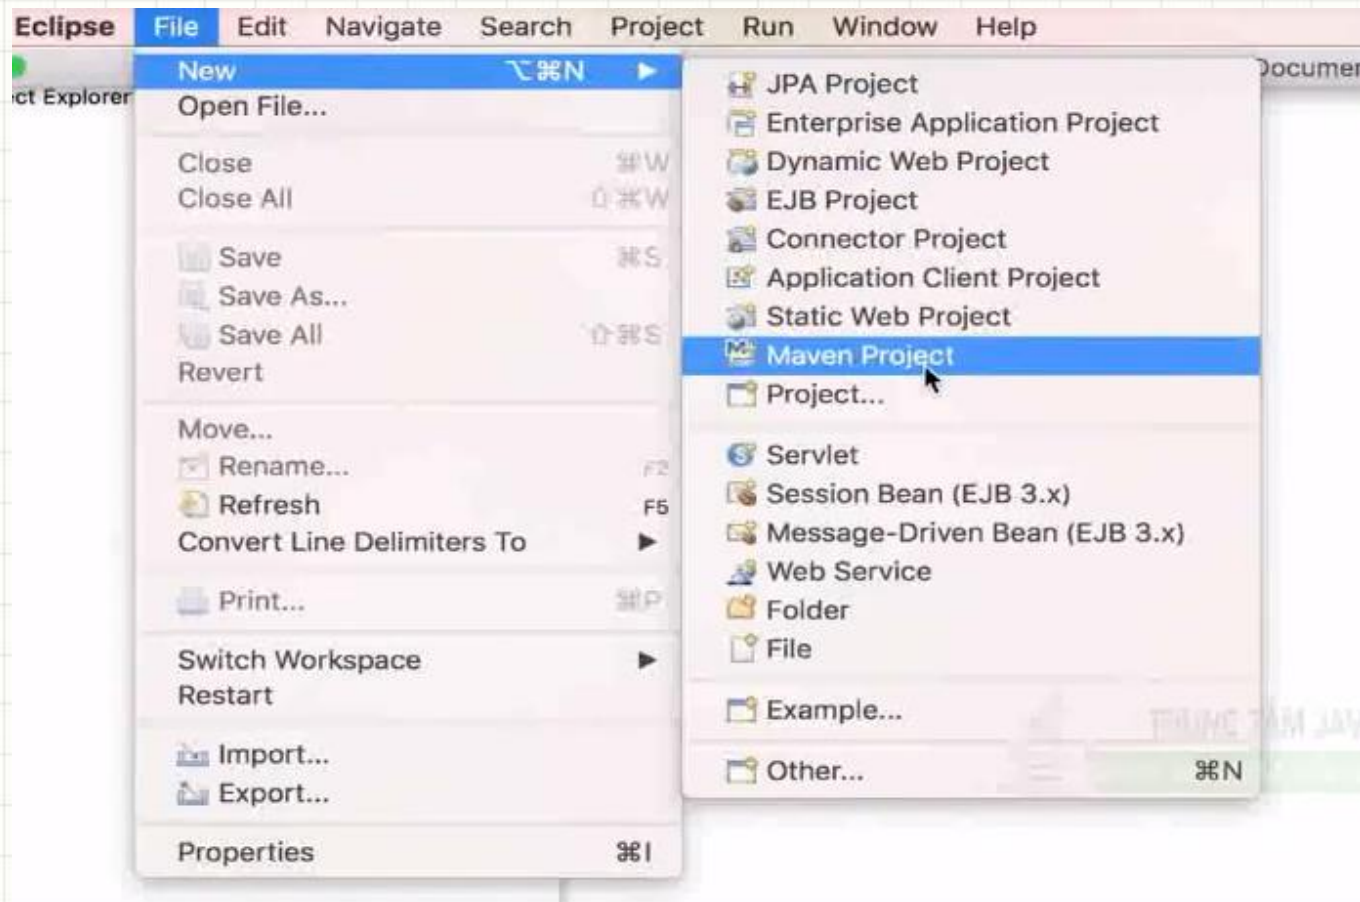 Eclipse File Edit Navigate Search Project Run Window Help
ct Explorer
New ⌥⌘N ▶
Open File...
Close ⌘W
Close All ⇧⌘W
Save ⌘S
Save As...
Save All ⇧⌘S
Revert
Move...
Rename... F2
Refresh F5
Convert Line Delimiters To ▶
Print... ⌘P
Switch Workspace ▶
Restart
Import...
Export...
Properties ⌘I
JPA Project
Enterprise Application Project
Dynamic Web Project
EJB Project
Connector Project
Application Client Project
Static Web Project
Maven Project
Project...
Servlet
Session Bean (EJB 3.x)
Message-Driven Bean (EJB 3.x)
Web Service
Folder
File
Example...
Other... ⌘N
Documen